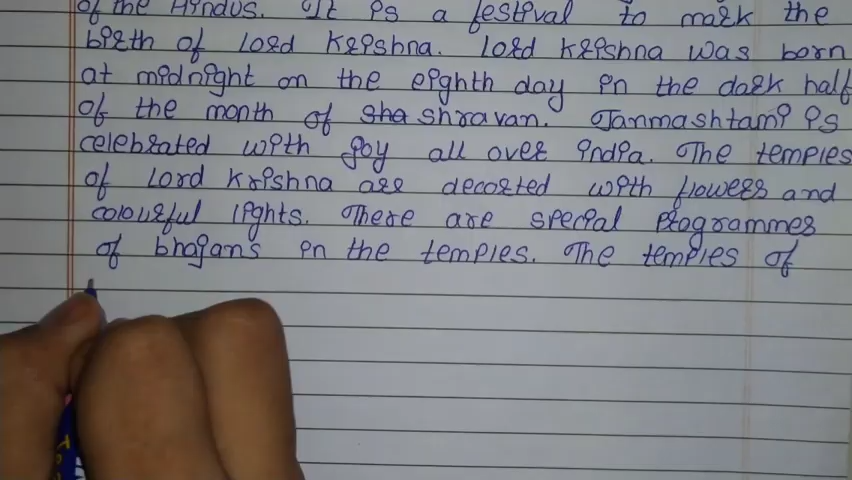 of the Hindus. It is a festival to mark the
birth of Lord Krishna. Lord Krishna was born
at midnight on the eighth day in the dark half
of the month of sha shravan. Janmashtami is
celebrated with joy all over india. The temples
of Lord Krishna are decorted with flowers and
colourful lights. There are special programmes
of bhajans in the temples. The temples of